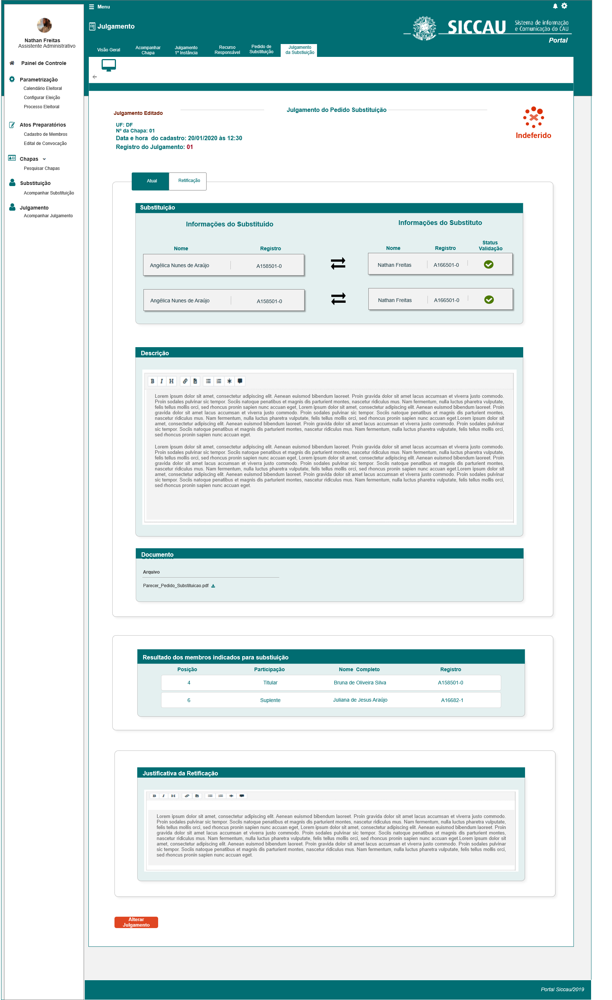 Menu
Julgamento
SICCAU
Sistema de informação
e Comunicação do CAU
Portal
Nathan Freitas
Assistente Administrativo
Painel de Controle
Parametrização
Calendário Eleitoral
Configurar Eleição
Processo Eleitoral
Atos Preparatórios
Cadastro de Membros
Edital de Convocação
Chapas
Pesquisar Chapas
Substituição
Acompanhar Substituição
Julgamento
Acompanhar Julgamento
Visão Geral
Acompanhar
Chapa
Julgamento
1º Instância
Recurso
Responsável
Pedido de
Substituição
Julgamento
da Substiuição
Julgamento Editado
Julgamento do Pedido Substituição
UF: DF
Nº da Chapa: 01
Data e hora  do cadastro: 20/01/2020 às 12:30
Registro do Julgamento: 01
Indeferido
Atual
Retificação
Substituição
Informações do Substituído
Informações do Substituto
Nome
Registro
Nome
Registro
Status
Validação
Angélica Nunes de Araújo
A158501-0
Nathan Freitas
A166501-0
Angélica Nunes de Araújo
A158501-0
Nathan Freitas
A166501-0
Descrição
B I H
Lorem ipsum dolor sit amet, consectetur adipiscing elit. Aenean euismod bibendum laoreet. Proin gravida dolor sit amet lacus accumsan et viverra justo commodo.
Proin sodales pulvinar sic tempor. Sociis natoque penatibus et magnis dis parturient montes, nascetur ridiculus mus. Nam fermentum, nulla luctus pharetra vulputate,
felis tellus mollis orci, sed rhoncus pronin sapien nunc accuan eget, Lorem ipsum dolor sit amet, consectetur adipiscing elit. Aenean euismod bibendum laoreet. Proin
gravida dolor sit amet lacus accumsan et viverra justo commodo. Proin sodales pulvinar sic tempor. Sociis natoque penatibus et magnis dis parturient montes,
nascetur ridiculus mus. Nam fermentum, nulla luctus pharetra vulputate, felis tellus mollis orci, sed rhoncus pronin sapien nunc accuan eget.Lorem ipsum dolor sit
amet, consectetur adipiscing elit. Aenean euismod bibendum laoreet. Proin gravida dolor sit amet lacus accumsan et viverra justo commodo. Proin sodales pulvinar
sic tempor. Sociis natoque penatibus et magnis dis parturient montes, nascetur ridiculus mus. Nam fermentum, nulla luctus pharetra vulputate, felis tellus mollis orci,
sed rhoncus pronin sapien nunc accuan eget.
Lorem ipsum dolor sit amet, consectetur adipiscing elit. Aenean euismod bibendum laoreet. Proin gravida dolor sit amet lacus accumsan et viverra justo commodo.
Proin sodales pulvinar sic tempor. Sociis natoque penatibus et magnis dis parturient montes, nascetur ridiculus mus. Nam fermentum, nulla luctus pharetra vulputate,
felis tellus mollis orci, sed rhoncus pronin sapien nunc accuan eget, Lorem ipsum dolor sit amet, consectetur adipiscing elit. Aenean euismod bibendum laoreet. Proin
gravida dolor sit amet lacus accumsan et viverra justo commodo. Proin sodales pulvinar sic tempor. Sociis natoque penatibus et magnis dis parturient montes,
nascetur ridiculus mus. Nam fermentum, nulla luctus pharetra vulputate, felis tellus mollis orci, sed rhoncus pronin sapien nunc accuan eget.Lorem ipsum dolor sit
amet, consectetur adipiscing elit. Aenean euismod bibendum laoreet. Proin gravida dolor sit amet lacus accumsan et viverra justo commodo. Proin sodales pulvinar
sic tempor. Sociis natoque penatibus et magnis dis parturient montes, nascetur ridiculus mus. Nam fermentum, nulla luctus pharetra vulputate, felis tellus mollis orci,
sed rhoncus pronin sapien nunc accuan eget.
Documento
Arquivo
Parecer_Pedido_Substituicao.pdf
Resultado dos membros indicados para substiuição
Posição
Participação
Nome  Completo
Registro
4
Titular
Bruna de Oliveira Silva
A158501-0
6
Suplente
Juliana de Jesus Araújo
A16682-1
Justificativa da Retificação
B I H
Lorem ipsum dolor sit amet, consectetur adipiscing elit. Aenean euismod bibendum laoreet. Proin gravida dolor sit amet lacus accumsan et viverra justo commodo.
Proin sodales pulvinar sic tempor. Sociis natoque penatibus et magnis dis parturient montes, nascetur ridiculus mus. Nam fermentum, nulla luctus pharetra vulputate,
felis tellus mollis orci, sed rhoncus pronin sapien nunc accuan eget, Lorem ipsum dolor sit amet, consectetur adipiscing elit. Aenean euismod bibendum laoreet. Proin
gravida dolor sit amet lacus accumsan et viverra justo commodo. Proin sodales pulvinar sic tempor. Sociis natoque penatibus et magnis dis parturient montes,
nascetur ridiculus mus. Nam fermentum, nulla luctus pharetra vulputate, felis tellus mollis orci, sed rhoncus pronin sapien nunc accuan eget.Lorem ipsum dolor sit
amet, consectetur adipiscing elit. Aenean euismod bibendum laoreet. Proin gravida dolor sit amet lacus accumsan et viverra justo commodo. Proin sodales pulvinar
sic tempor. Sociis natoque penatibus et magnis dis parturient montes, nascetur ridiculus mus. Nam fermentum, nulla luctus pharetra vulputate, felis tellus mollis orci,
sed rhoncus pronin sapien nunc accuan eget.
Alterar
Julgamento
Portal Siccau/2019